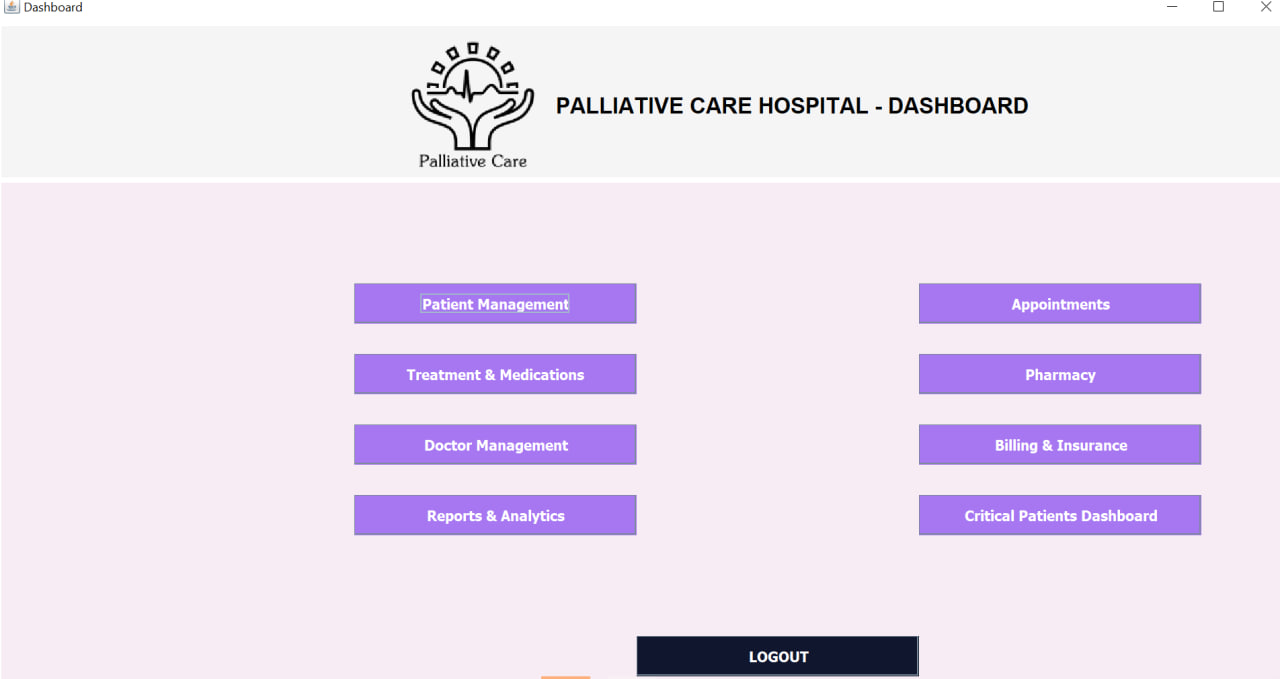 Dashboard
PALLIATIVE CARE HOSPITAL - DASHBOARD
Palliative Care
Patient Management
Appointments
Treatment & Medications
Pharmacy
Doctor Management
Billing & Insurance
Reports & Analytics
Critical Patients Dashboard
LOGOUT